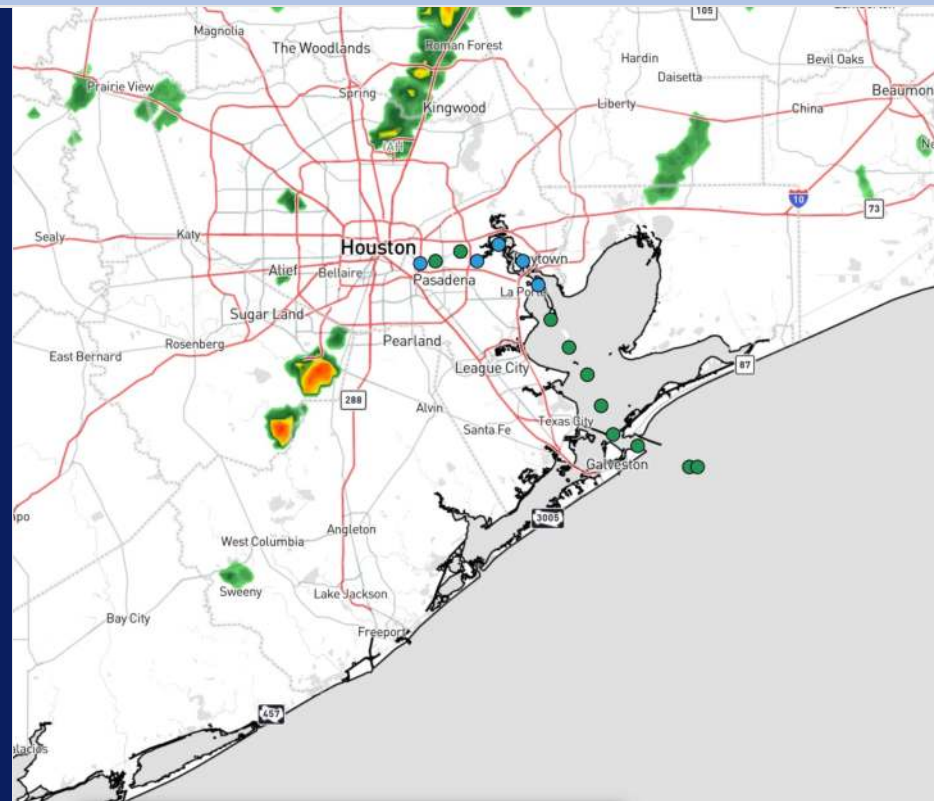 105
Magnolia
The Woodlands
Roman Forest
Hardin
Bevil Oaks
Daisetta
Prairie View
Spring
Kingwood
Liberty
China
Beaumon
IAH
10
73
Sealy
Katy
Houston
Baytown
Alief
Bellaire
Pasadena
La Porte
Sugar Land
East Bernard
Rosenberg
Pearland
League City
87
288
Alvin
Texas City
Santa Fe
Galveston
3005
Angleton
West Columbia
Sweeny
Lake Jackson
Bay City
Freeport
457